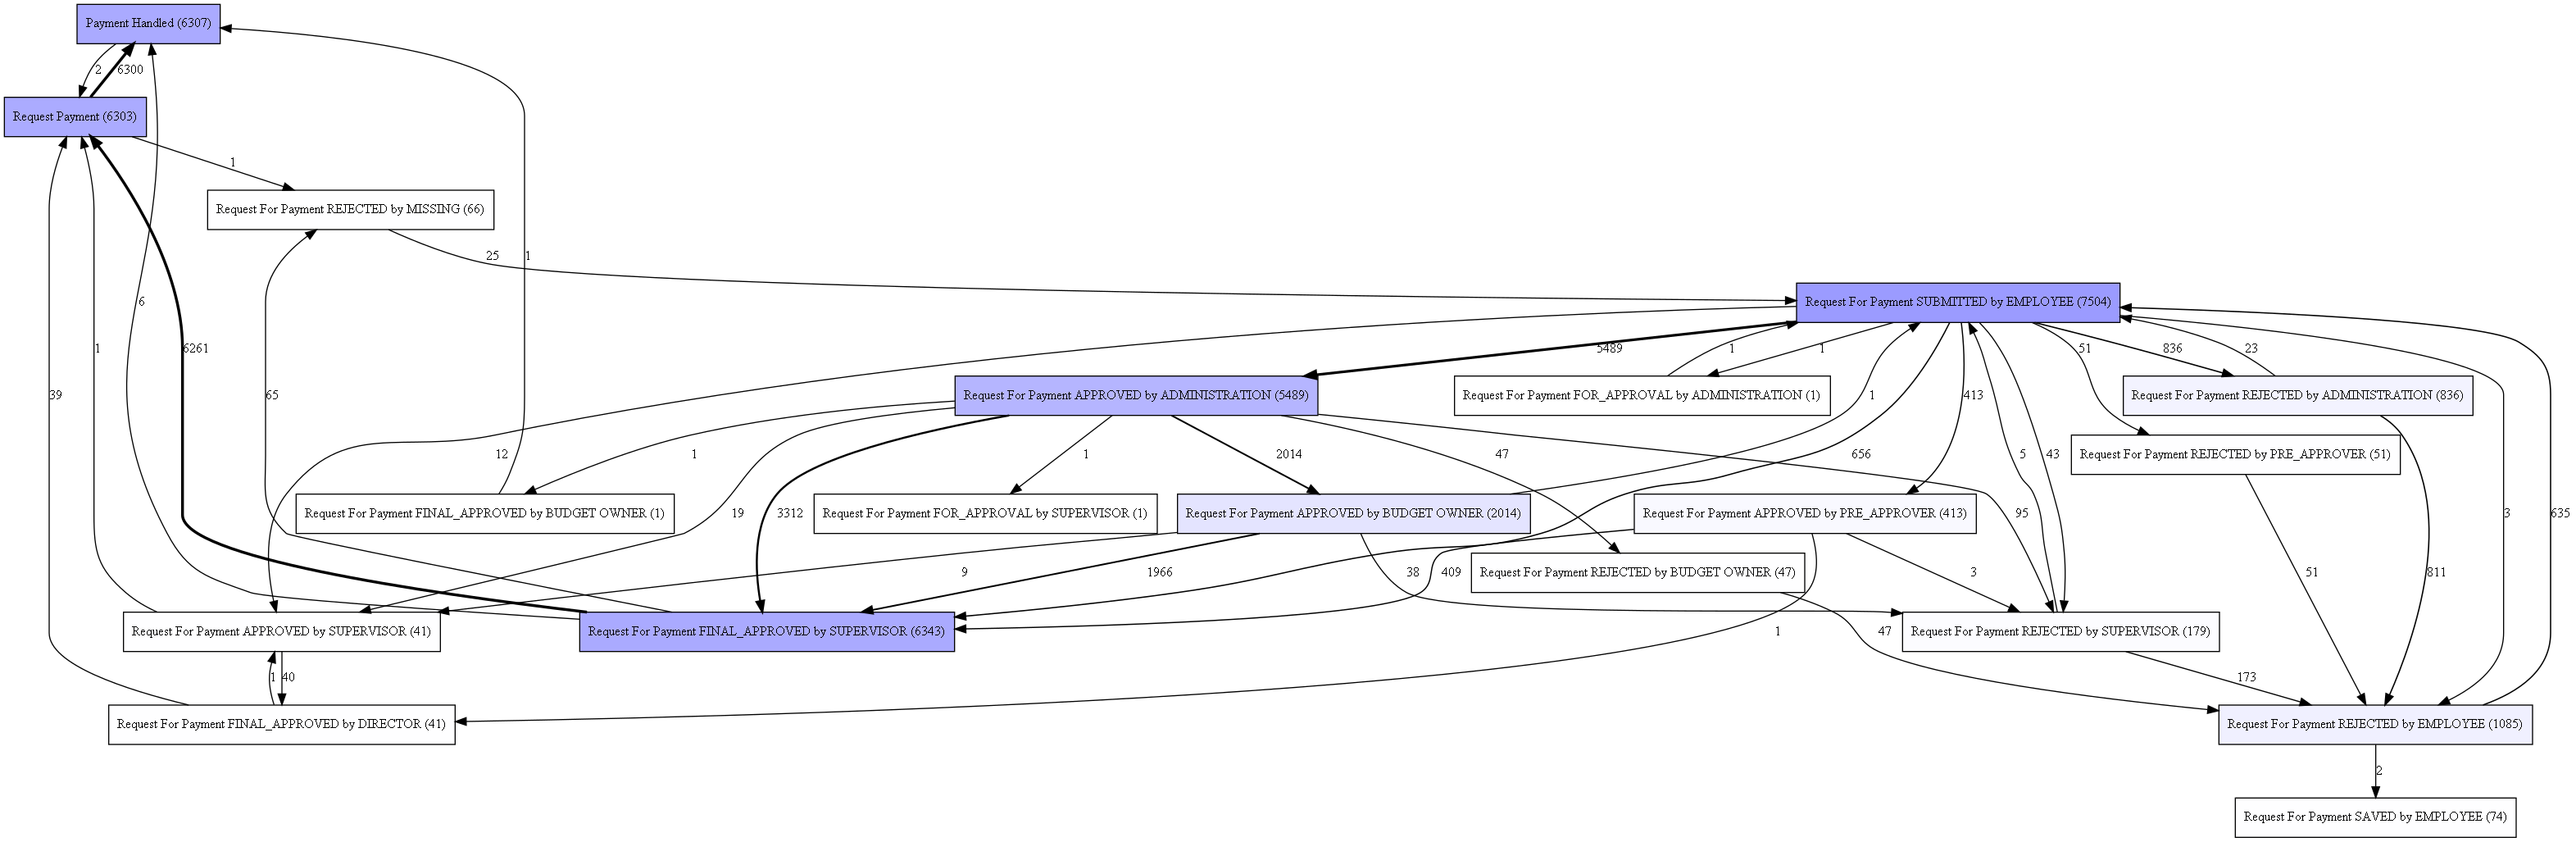 Payment Handled (6307)
2
6300
Request Payment (6303)
1
Request For Payment REJECTED by MISSING (66)
25
1
6
Request For Payment SUBMITTED by EMPLOYEE (7504)
1
6261
5489
1
1
51
836
23
39
65
Request For Payment APPROVED by ADMINISTRATION (5489)
Request For Payment FOR_APPROVAL by ADMINISTRATION (1)
1
413
Request For Payment REJECTED by ADMINISTRATION (836)
12
1
1
2014
47
656
5
43
Request For Payment REJECTED by PRE_APPROVER (51)
Request For Payment FINAL_APPROVED by BUDGET OWNER (1)
19
3312
Request For Payment FOR_APPROVAL by SUPERVISOR (1)
Request For Payment APPROVED by BUDGET OWNER (2014)
Request For Payment APPROVED by PRE_APPROVER (413)
95
3
635
9
1966
38
409
Request For Payment REJECTED by BUDGET OWNER (47)
3
51
811
Request For Payment APPROVED by SUPERVISOR (41)
Request For Payment FINAL_APPROVED by SUPERVISOR (6343)
1
47
Request For Payment REJECTED by SUPERVISOR (179)
1
40
173
Request For Payment FINAL_APPROVED by DIRECTOR (41)
Request For Payment REJECTED by EMPLOYEE (1085)
2
Request For Payment SAVED by EMPLOYEE (74)